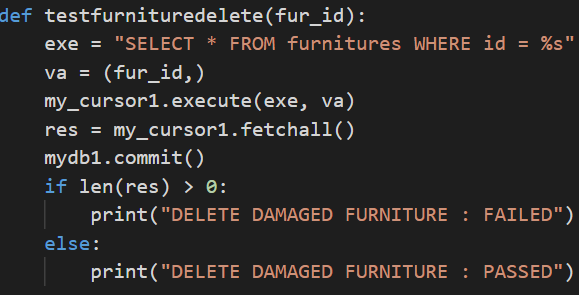 def testfurnituredelete(fur_id):
    exe = "SELECT * FROM furnitures WHERE id = %s"
    va = (fur_id,)
    my_cursor1.execute(exe, va)
    res = my_cursor1.fetchall()
    mydb1.commit()
    if len(res) > 0:
        print("DELETE DAMAGED FURNITURE : FAILED")
    else:
        print("DELETE DAMAGED FURNITURE : PASSED")